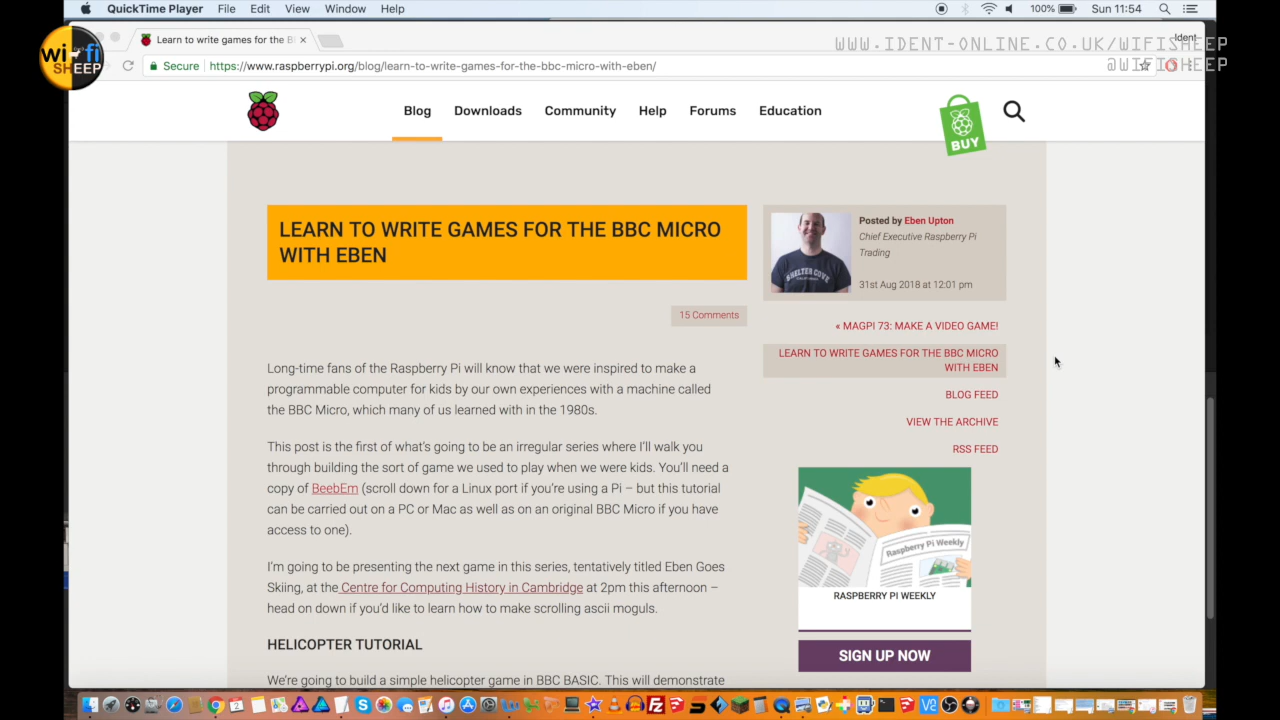 QuickTime Player File Edit View Window Help 100% Sun 11:54
wi fi
SHEEP
Learn to write games for the B
Ident
WWW.IDENT-ONLINE.CO.UK/WIFISHEEP
@WIFISHEEP
Secure https://www.raspberrypi.org/blog/learn-to-write-games-for-the-bbc-micro-with-eben/
Blog Downloads Community Help Forums Education
BUY
LEARN TO WRITE GAMES FOR THE BBC MICRO
WITH EBEN
15 Comments
Long-time fans of the Raspberry Pi will know that we were inspired to make a
programmable computer for kids by our own experiences with a machine called
the BBC Micro, which many of us learned with in the 1980s.
This post is the first of what's going to be an irregular series where I'll walk you
through building the sort of game we used to play when we were kids. You'll need a
copy of BeebEm (scroll down for a Linux port if you're using a Pi – but this tutorial
can be carried out on a PC or Mac as well as on an original BBC Micro if you have
access to one).
I'm going to be presenting the next game in this series, tentatively titled Eben Goes
Skiing, at the Centre for Computing History in Cambridge at 2pm this afternoon –
head on down if you'd like to learn how to make scrolling ascii moguls.
HELICOPTER TUTORIAL
We're going to build a simple helicopter game in BBC BASIC. This will demonstrate
Posted by Eben Upton
Chief Executive Raspberry Pi
Trading
31st Aug 2018 at 12:01 pm
SHELTER COVE
« MAGPI 73: MAKE A VIDEO GAME!
LEARN TO WRITE GAMES FOR THE BBC MICRO
WITH EBEN
BLOG FEED
VIEW THE ARCHIVE
RSS FEED
Raspberry Pi Weekly
RASPBERRY PI WEEKLY
SIGN UP NOW